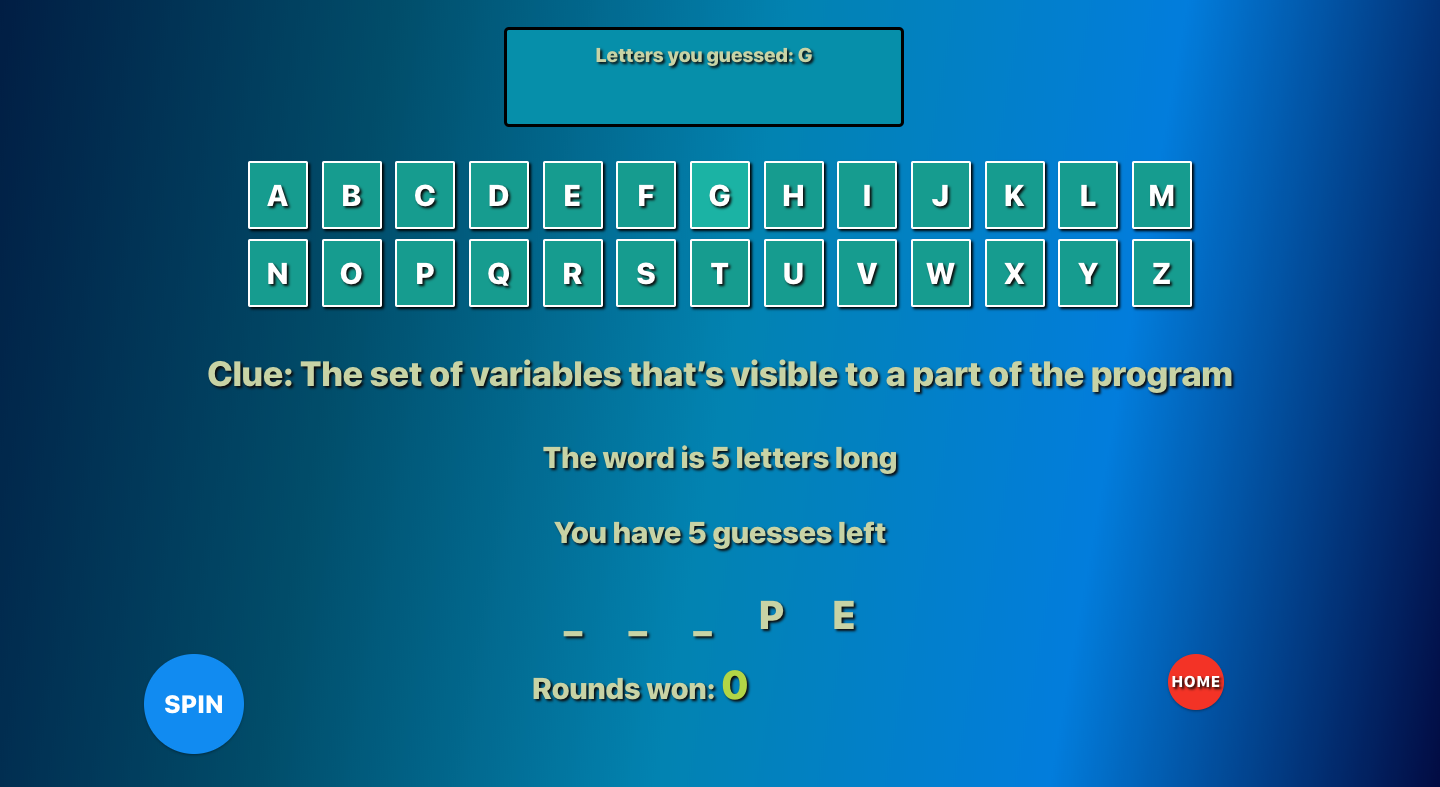 Letters you guessed: G
A B C D E F G H I J K L M
N O P Q R S T U V W X Y Z
Clue: The set of variables that’s visible to a part of the program
The word is 5 letters long
You have 5 guesses left
_ _ _ P E
Rounds won: 0
SPIN
HOME